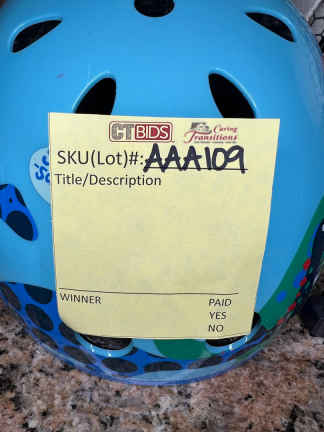 CTBIDS Caring Transitions
SKU(Lot)#: AAA109
Title/Description
WINNER PAID
YES
NO